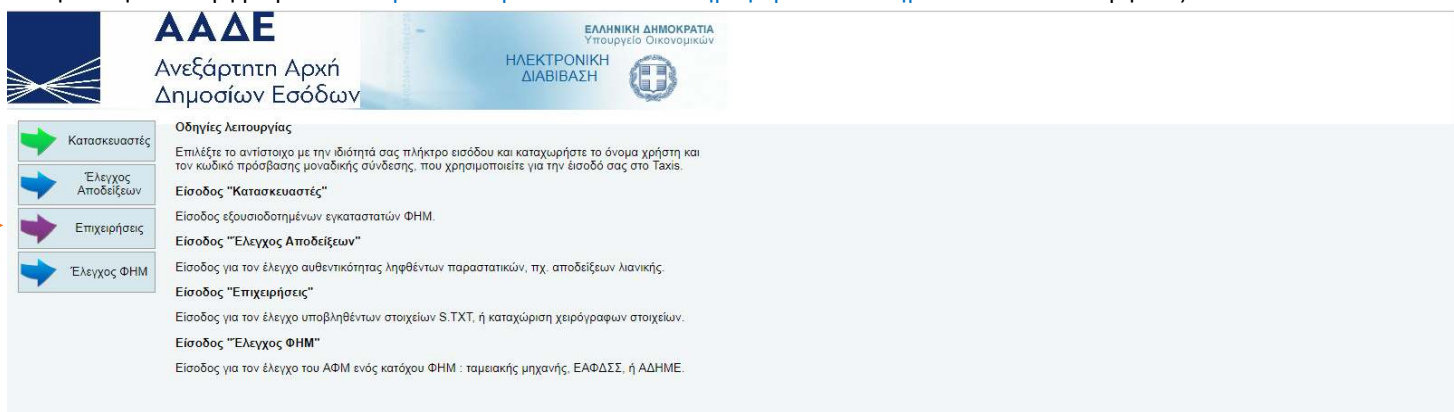 ΑΑΔΕ
Ανεξάρτητη Αρχή
Δημοσίων Εσόδων
ΕΛΛΗΝΙΚΗ ΔΗΜΟΚΡΑΤΙΑ
Υπουργείο Οικονομικών
ΗΛΕΚΤΡΟΝΙΚΗ
ΔΙΑΒΙΒΑΣΗ
Κατασκευαστές
Έλεγχος
Αποδείξεων
Επιχειρήσεις
Έλεγχος ΦΗΜ
Οδηγίες λειτουργίας
Επιλέξτε το αντίστοιχο με την ιδιότητά σας πλήκτρο εισόδου και καταχωρήστε το όνομα χρήστη και
τον κωδικό πρόσβασης μοναδικής σύνδεσης, που χρησιμοποιείτε για την έισοδό σας στο Taxis.
Είσοδος "Κατασκευαστές"
Είσοδος εξουσιοδοτημένων εγκαταστατών ΦΗΜ.
Είσοδος "Έλεγχος Αποδείξεων"
Είσοδος για τον έλεγχο αυθεντικότητας ληφθέντων παραστατικών, πχ. αποδείξεων λιανικής.
Είσοδος "Επιχειρήσεις"
Είσοδος για τον έλεγχο υποβληθέντων στοιχείων S.TXT, ή καταχώριση χειρόγραφων στοιχείων.
Είσοδος "Έλεγχος ΦΗΜ"
Είσοδος για τον έλεγχο του ΑΦΜ ενός κατόχου ΦΗΜ : ταμειακής μηχανής, ΕΑΦΔΣΣ, ή ΑΔΗΜΕ.